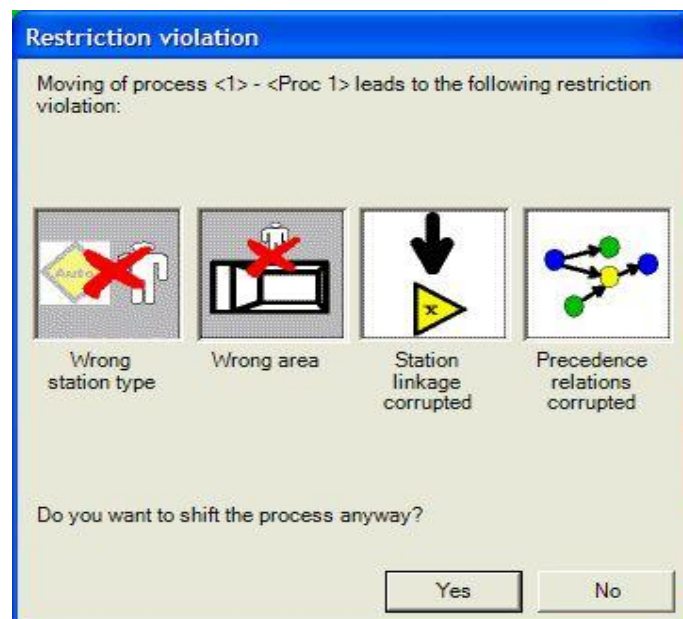 Restriction violation
Moving of process <1> - <Proc 1> leads to the following restriction
violation:
Auto
x
Wrong
station type
Wrong area
Station
linkage
corrupted
Precedence
relations
corrupted
Do you want to shift the process anyway?
Yes
No